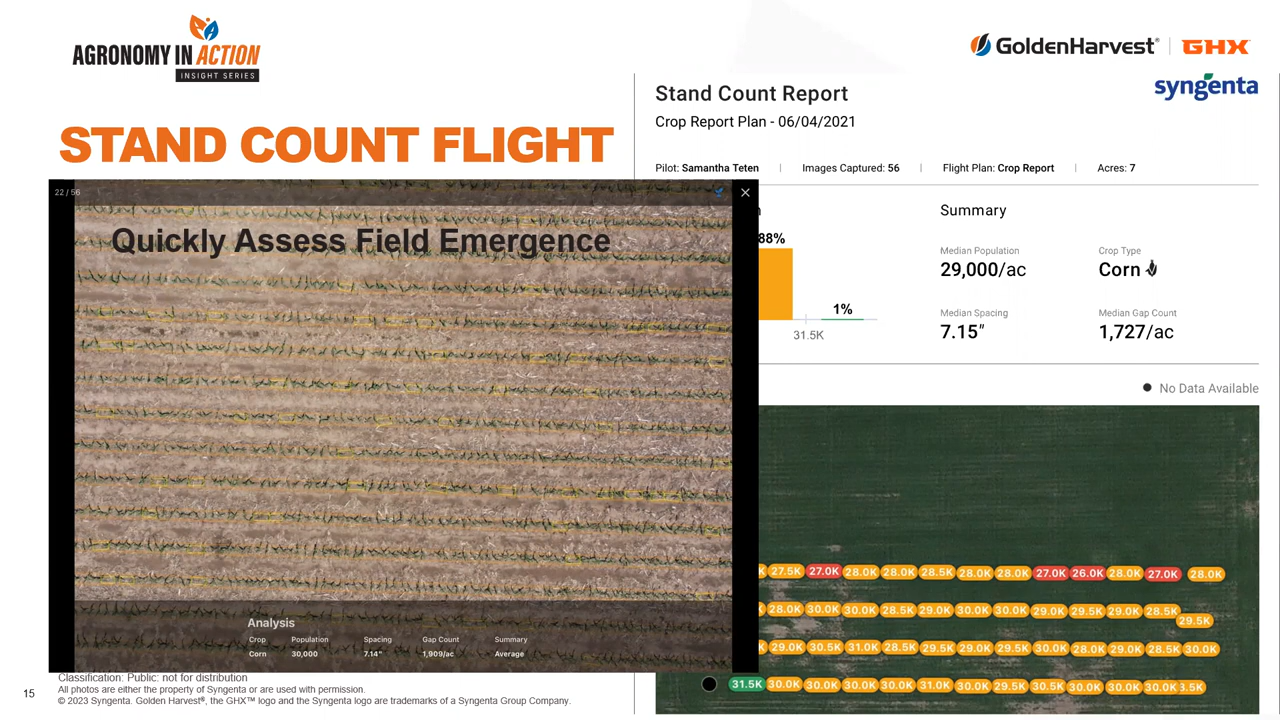 AGRONOMY IN ACTION
INSIGHT SERIES
GoldenHarvest® | GHX
syngenta
STAND COUNT FLIGHT
Stand Count Report
Crop Report Plan - 06/04/2021
Pilot: Samantha Teten | Images Captured: 56 | Flight Plan: Crop Report | Acres: 7
22 / 56
Quickly Assess Field Emergence
88%
1%
31.5K
Summary
Median Population
29,000/ac
Crop Type
Corn
Median Spacing
7.15"
Median Gap Count
1,727/ac
No Data Available
27.5K 27.0K 28.0K 28.0K 28.5K 28.0K 28.0K 27.0K 26.0K 28.0K 27.0K 28.0K
28.0K 30.0K 30.0K 28.5K 29.0K 30.0K 30.0K 29.0K 29.5K 29.0K 28.5K 29.5K
29.0K 30.5K 31.0K 28.5K 29.5K 29.0K 29.5K 30.0K 28.0K 29.0K 28.5K 30.0K
31.5K 30.0K 30.0K 30.0K 30.0K 31.0K 30.0K 29.5K 30.5K 30.0K 30.0K 30.0K 3.5K
Analysis
Crop Population Spacing Gap Count Summary
Corn 30,000 7.14" 1,909/ac Average
Classification: Public: not for distribution
All photos are either the property of Syngenta or are used with permission.
© 2023 Syngenta. Golden Harvest®, the GHX™ logo and the Syngenta logo are trademarks of a Syngenta Group Company.
15